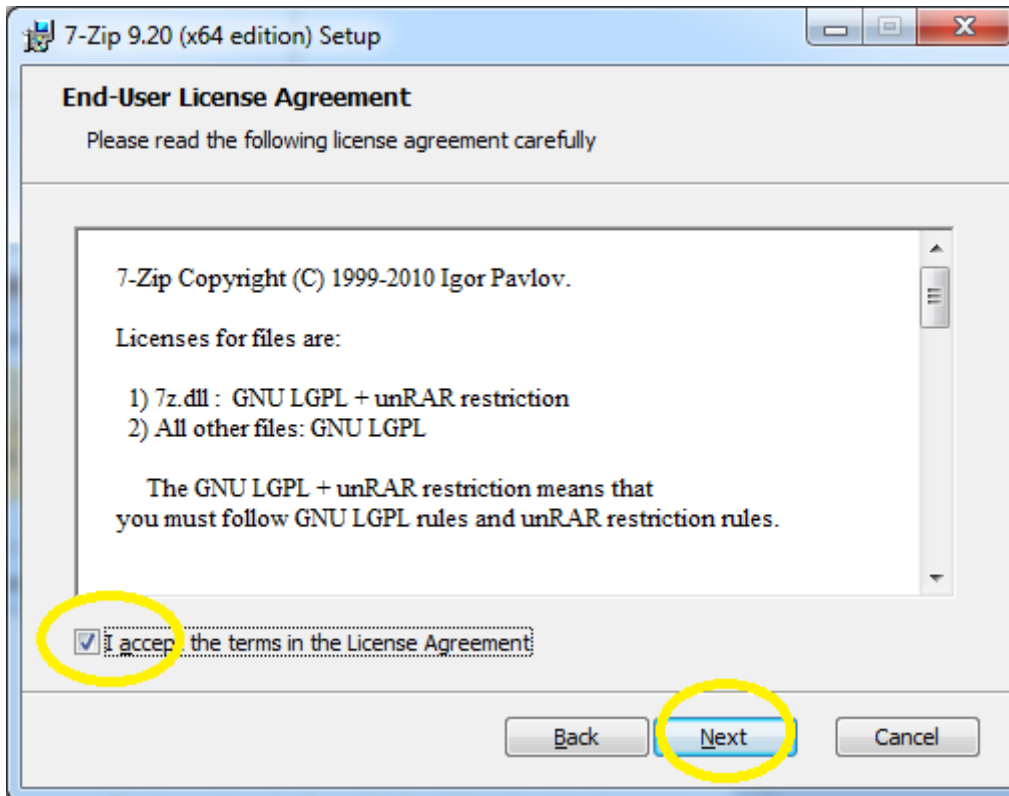 7-Zip 9.20 (x64 edition) Setup
End-User License Agreement
Please read the following license agreement carefully
7-Zip Copyright (C) 1999-2010 Igor Pavlov.
Licenses for files are:
1) 7z.dll : GNU LGPL + unRAR restriction
2) All other files: GNU LGPL
The GNU LGPL + unRAR restriction means that
you must follow GNU LGPL rules and unRAR restriction rules.
I accept the terms in the License Agreement
Back Next Cancel